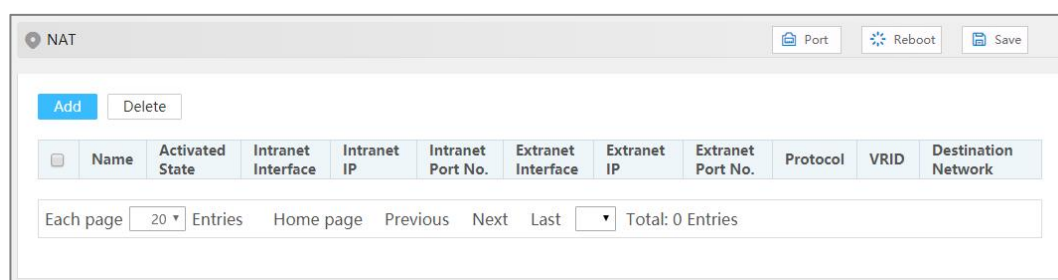 NAT Port Reboot Save
Add Delete
Name Activated State Intranet Interface Intranet IP Intranet Port No. Extranet Interface Extranet IP Extranet Port No. Protocol VRID Destination Network
Each page 20 Entries Home page Previous Next Last Total: 0 Entries